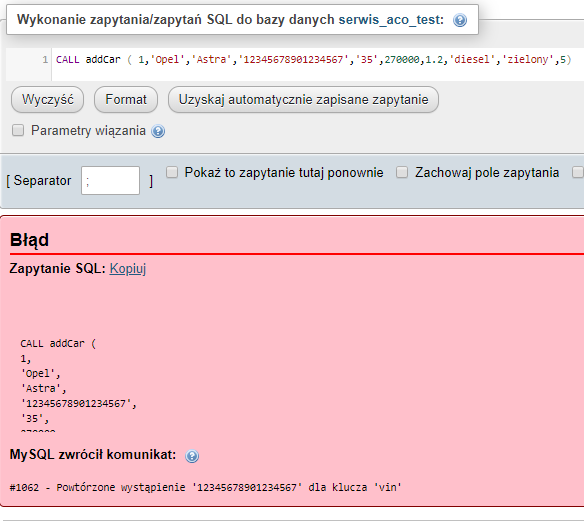 Wykonanie zapytania/zapytań SQL do bazy danych serwis_aco_test:
1 CALL addCar ( 1,'Opel','Astra','12345678901234567','35',270000,1.2,'diesel','zielony',5)
Wyczyść Format Uzyskaj automatycznie zapisane zapytanie
Parametry wiązania
[ Separator ; ] Pokaż to zapytanie tutaj ponownie Zachowaj pole zapytania
Błąd
Zapytanie SQL: Kopiuj
CALL addCar (
1,
'Opel',
'Astra',
'12345678901234567',
'35',
MySQL zwrócił komunikat:
#1062 - Powtórzone wystąpienie '12345678901234567' dla klucza 'vin'